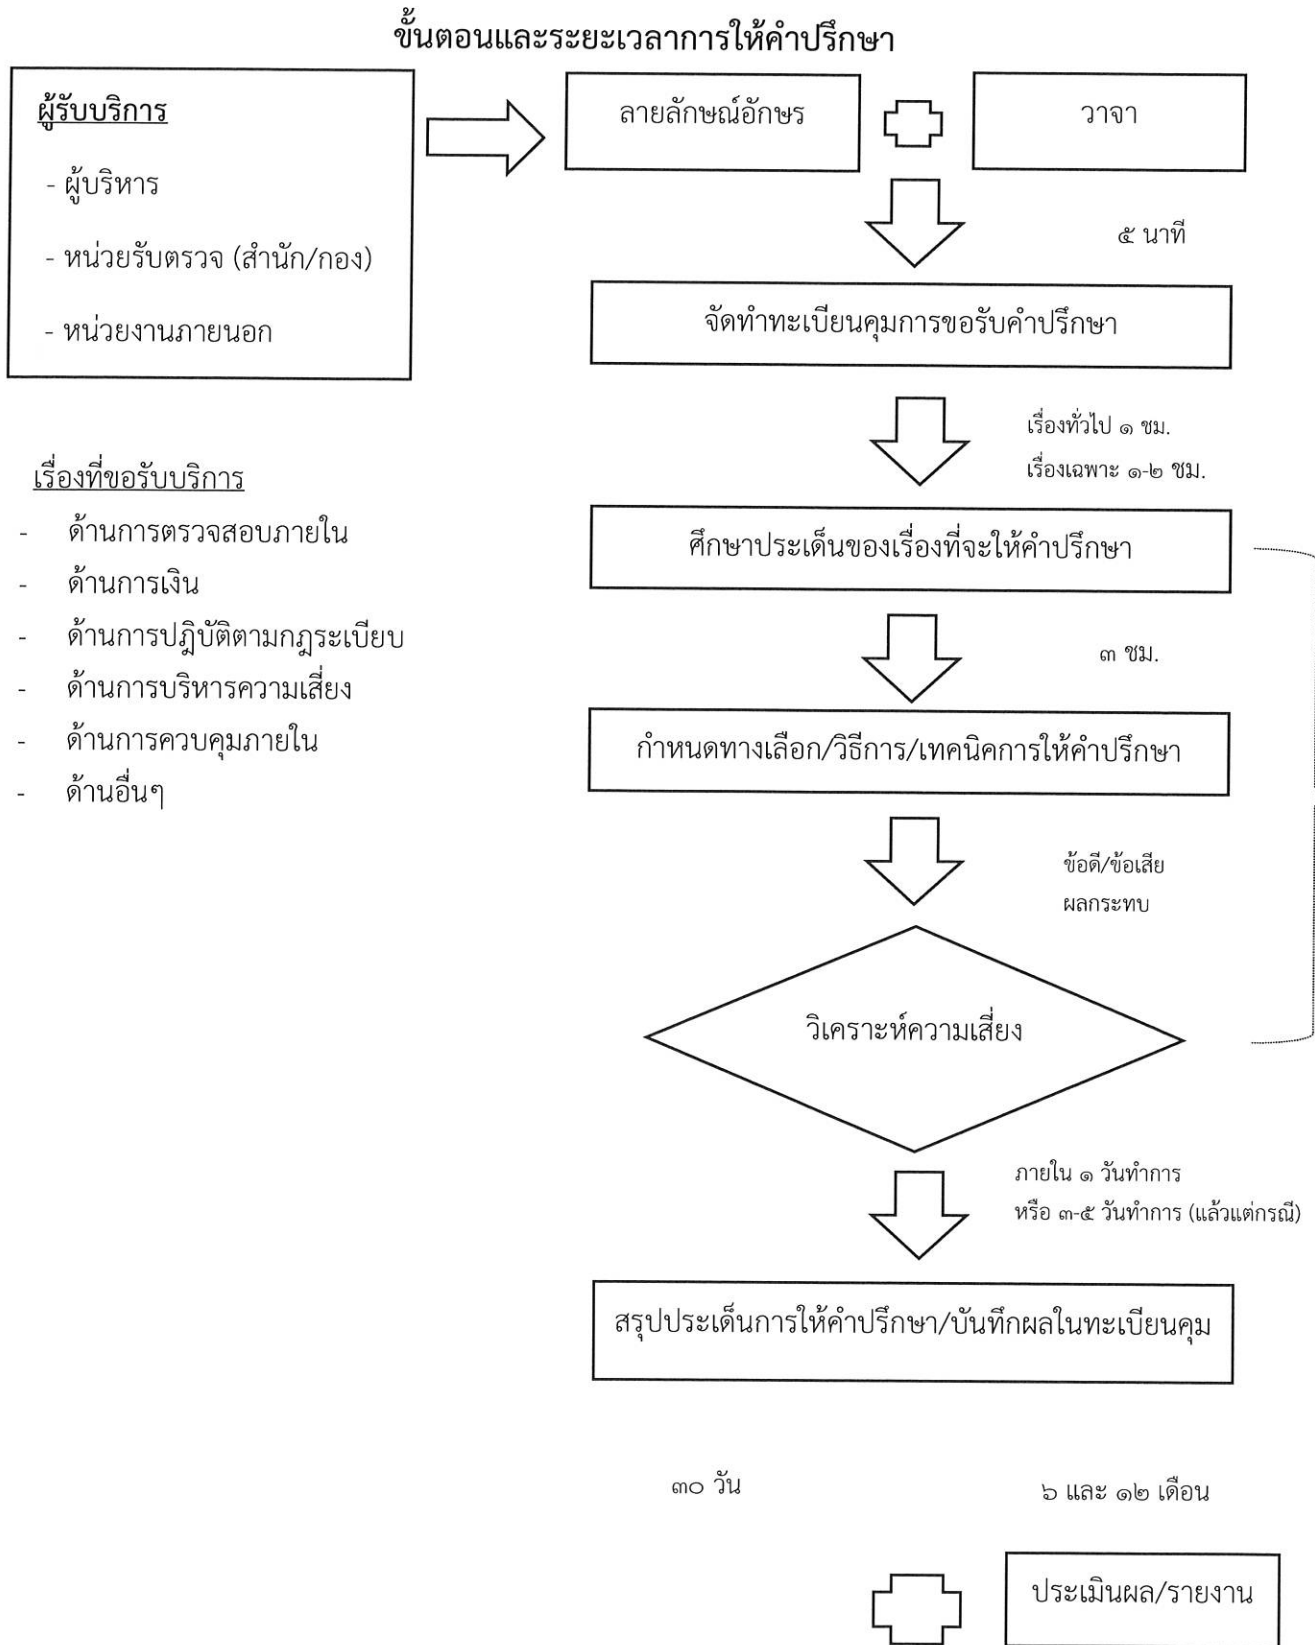 ขั้นตอนและระยะเวลาการให้คำปรึกษา
ผู้รับบริการ
- ผู้บริหาร
- หน่วยรับตรวจ (สำนัก/กอง)
- หน่วยงานภายนอก
ลายลักษณ์อักษร
วาจา
๕ นาที
จัดทำทะเบียนคุมการขอรับคำปรึกษา
เรื่องทั่วไป ๑ ชม.
เรื่องเฉพาะ ๑-๒ ชม.
เรื่องที่ขอรับบริการ
- ด้านการตรวจสอบภายใน
- ด้านการเงิน
- ด้านการปฎิบัติตามกฎระเบียบ
- ด้านการบริหารความเสี่ยง
- ด้านการควบคุมภายใน
- ด้านอื่นๆ
ศึกษาประเด็นของเรื่องที่จะให้คำปรึกษา
๓ ชม.
กำหนดทางเลือก/วิธีการ/เทคนิคการให้คำปรึกษา
ข้อดี/ข้อเสีย
ผลกระทบ
วิเคราะห์ความเสี่ยง
ภายใน ๑ วันทำการ
หรือ ๓-๕ วันทำการ (แล้วแต่กรณี)
สรุปประเด็นการให้คำปรึกษา/บันทึกผลในทะเบียนคุม
๓๐ วัน
๖ และ ๑๒ เดือน
ประเมินผล/รายงาน